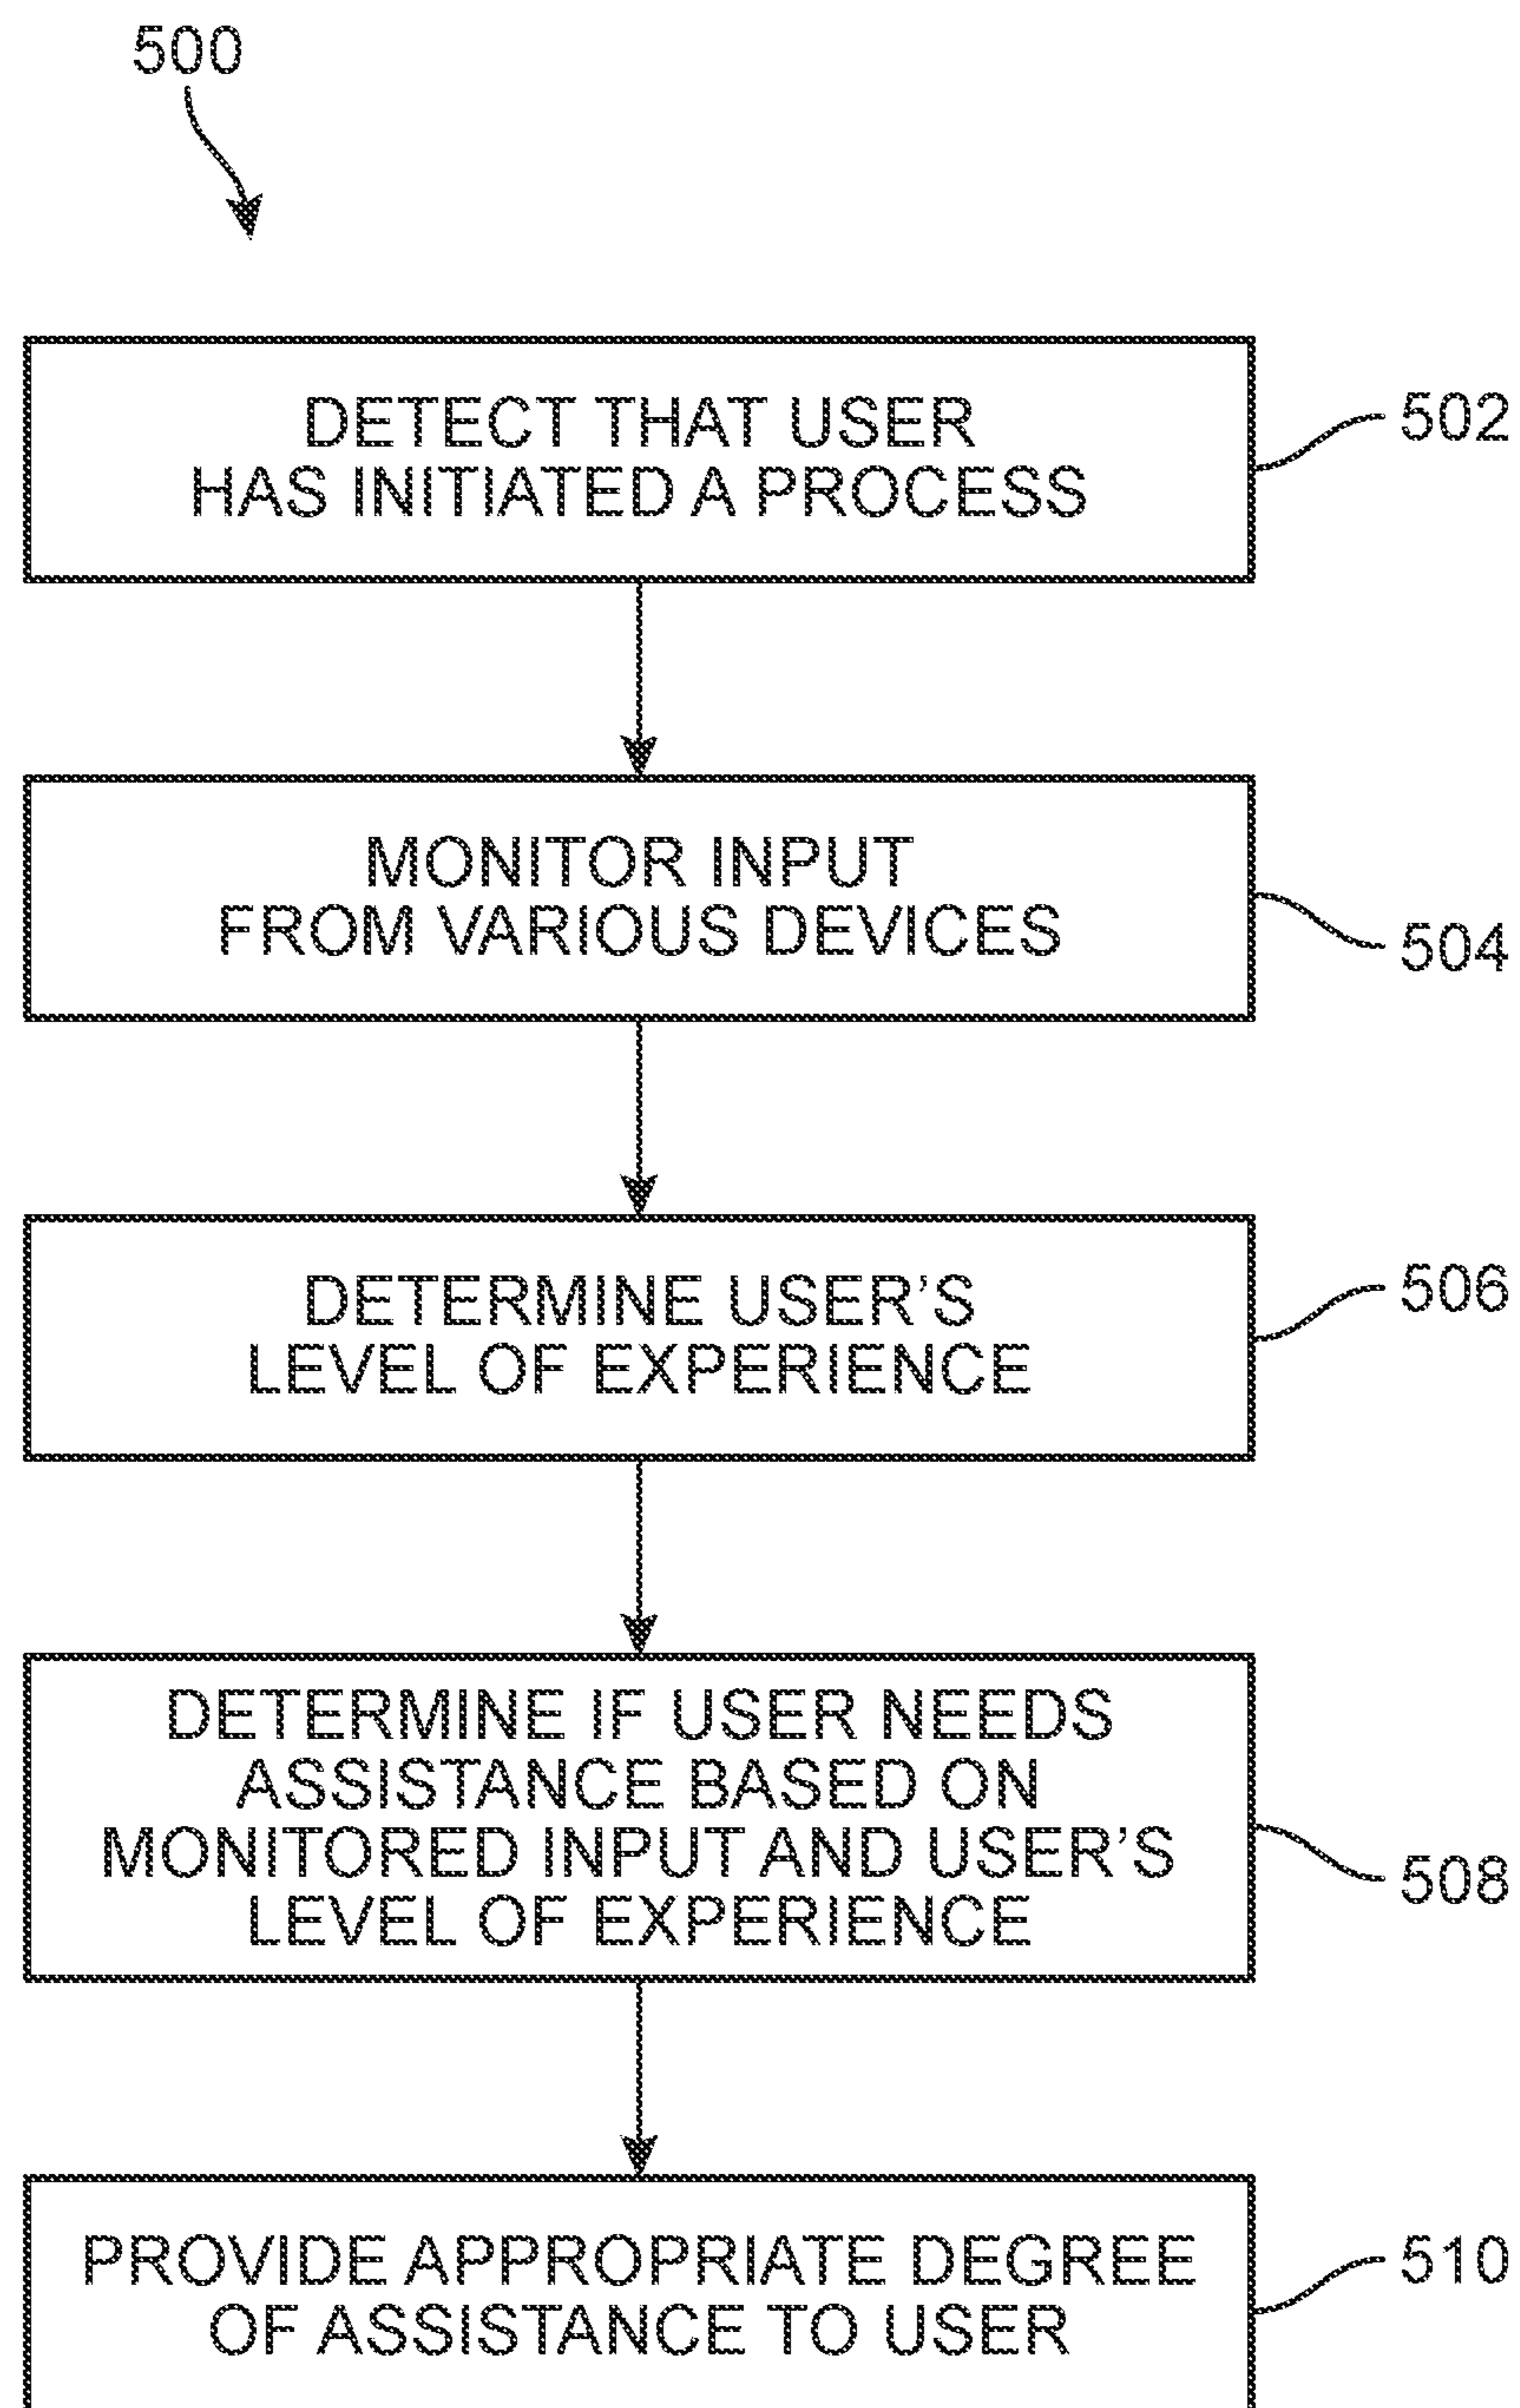 500
DETECT THAT USER
HAS INITIATED A PROCESS
502
MONITOR INPUT
FROM VARIOUS DEVICES
504
DETERMINE USER’S
LEVEL OF EXPERIENCE
506
DETERMINE IF USER NEEDS
ASSISTANCE BASED ON
MONITORED INPUT AND USER’S
LEVEL OF EXPERIENCE
508
PROVIDE APPROPRIATE DEGREE
OF ASSISTANCE TO USER
510